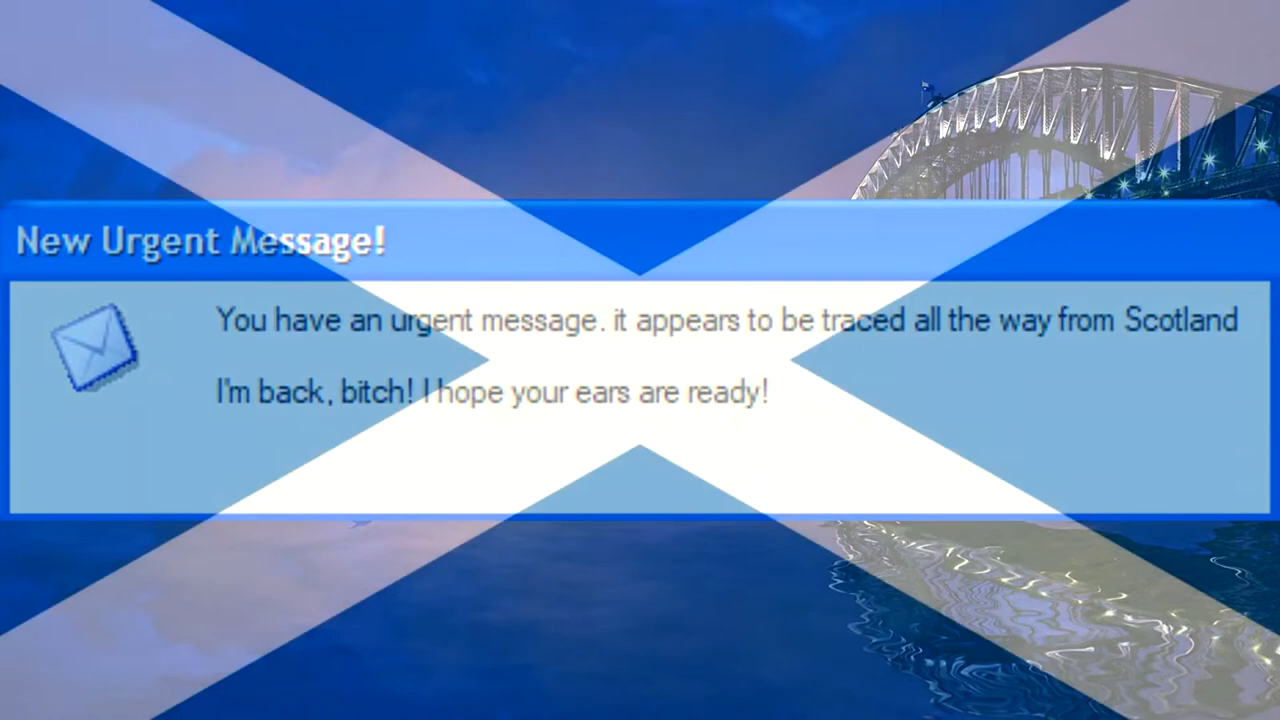 New Urgent Message!
You have an urgent message. it appears to be traced all the way from Scotland
I'm back, bitch! I hope your ears are ready!